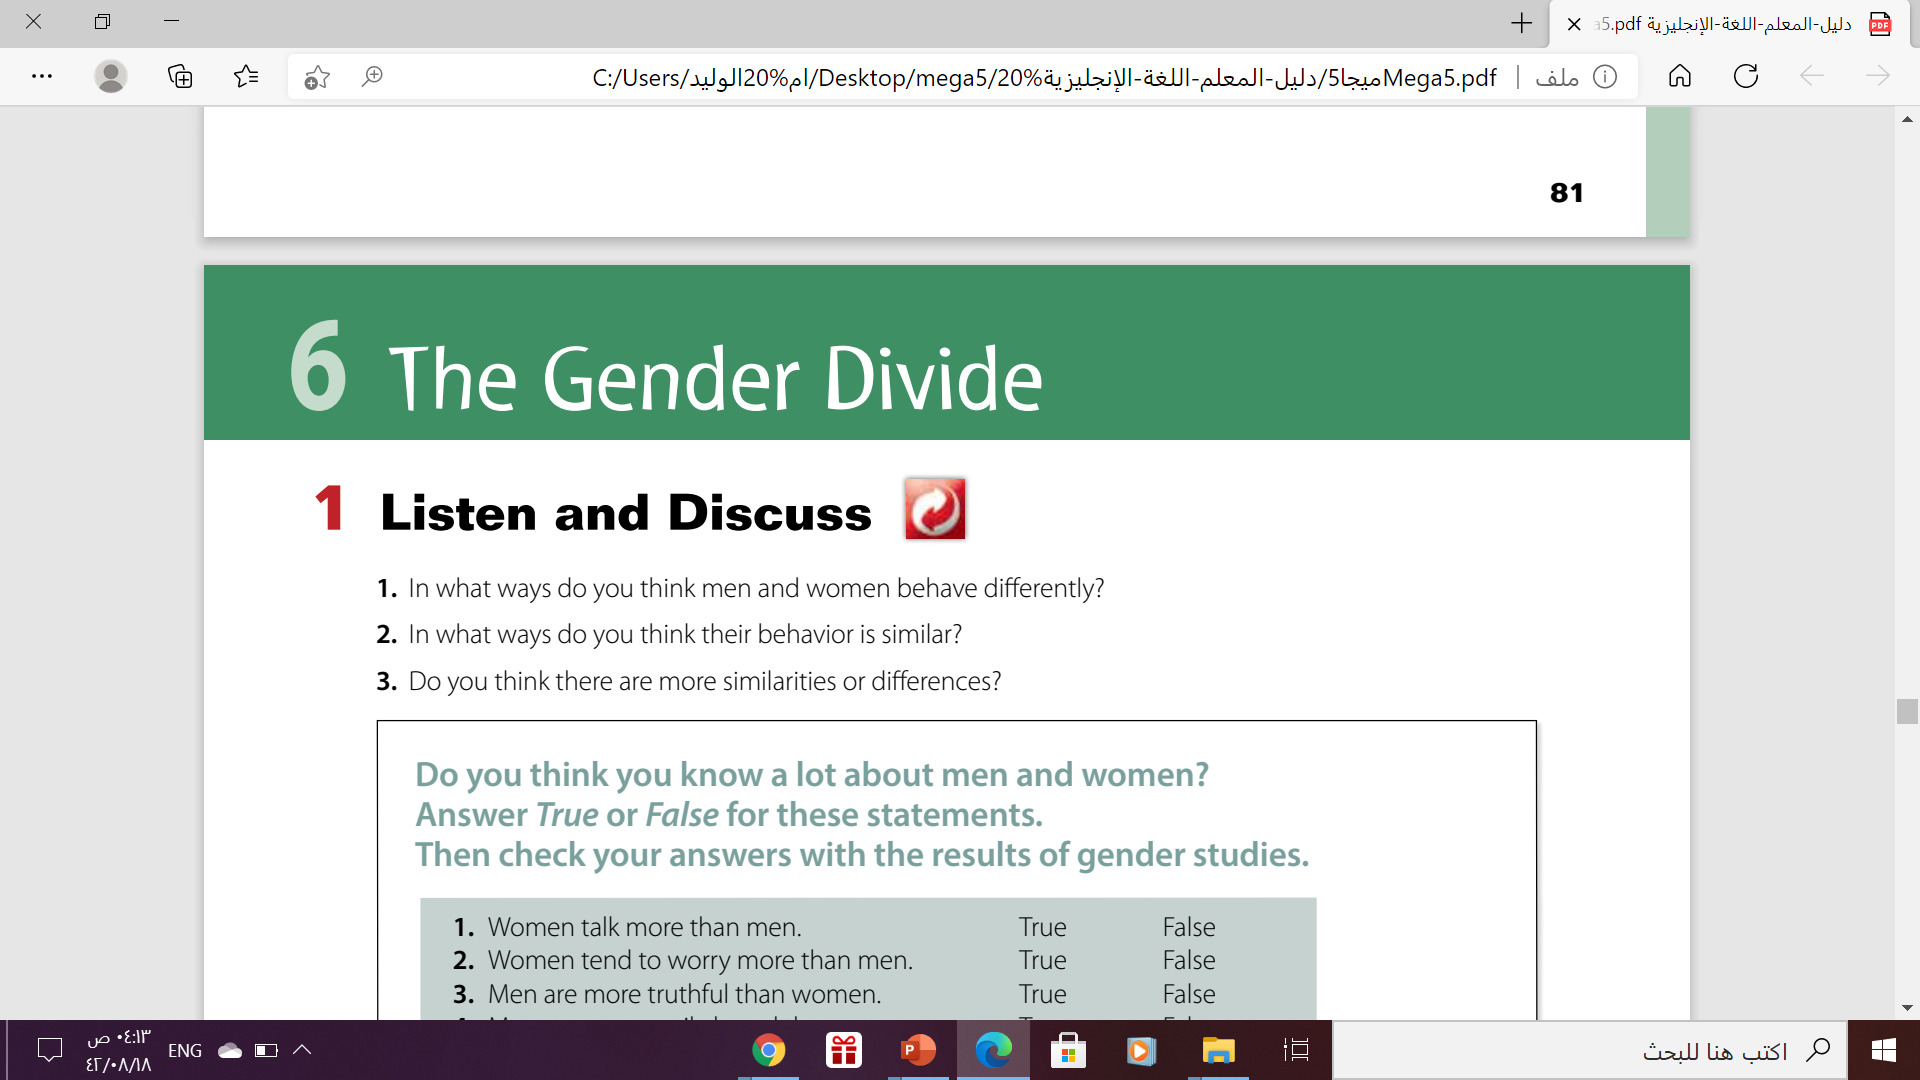 دليل-المعلم-اللغة-الإنجليزية a5.pdf
C:/Users/ام%20الوليد/Desktop/mega5/20%دليل-المعلم-اللغة-الإنجليزية/ميجا5Mega5.pdf
ملف
81
6 The Gender Divide
1 Listen and Discuss
1. In what ways do you think men and women behave differently?
2. In what ways do you think their behavior is similar?
3. Do you think there are more similarities or differences?
Do you think you know a lot about men and women?
Answer True or False for these statements.
Then check your answers with the results of gender studies.
1. Women talk more than men. True False
2. Women tend to worry more than men. True False
3. Men are more truthful than women. True False
٠٤:١٣ ص
ENG
٤٢/٠٨/١٨
اكتب هنا للبحث